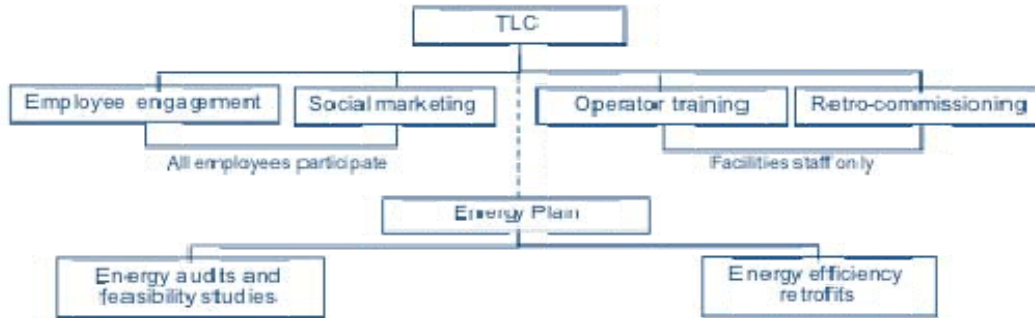 TLC
Employee engagement
Social marketing
Operator training
Retro-commissioning
All employees participate
Facilities staff only
Energy Plan
Energy audits and
feasibility studies
Energy efficiency
retrofits